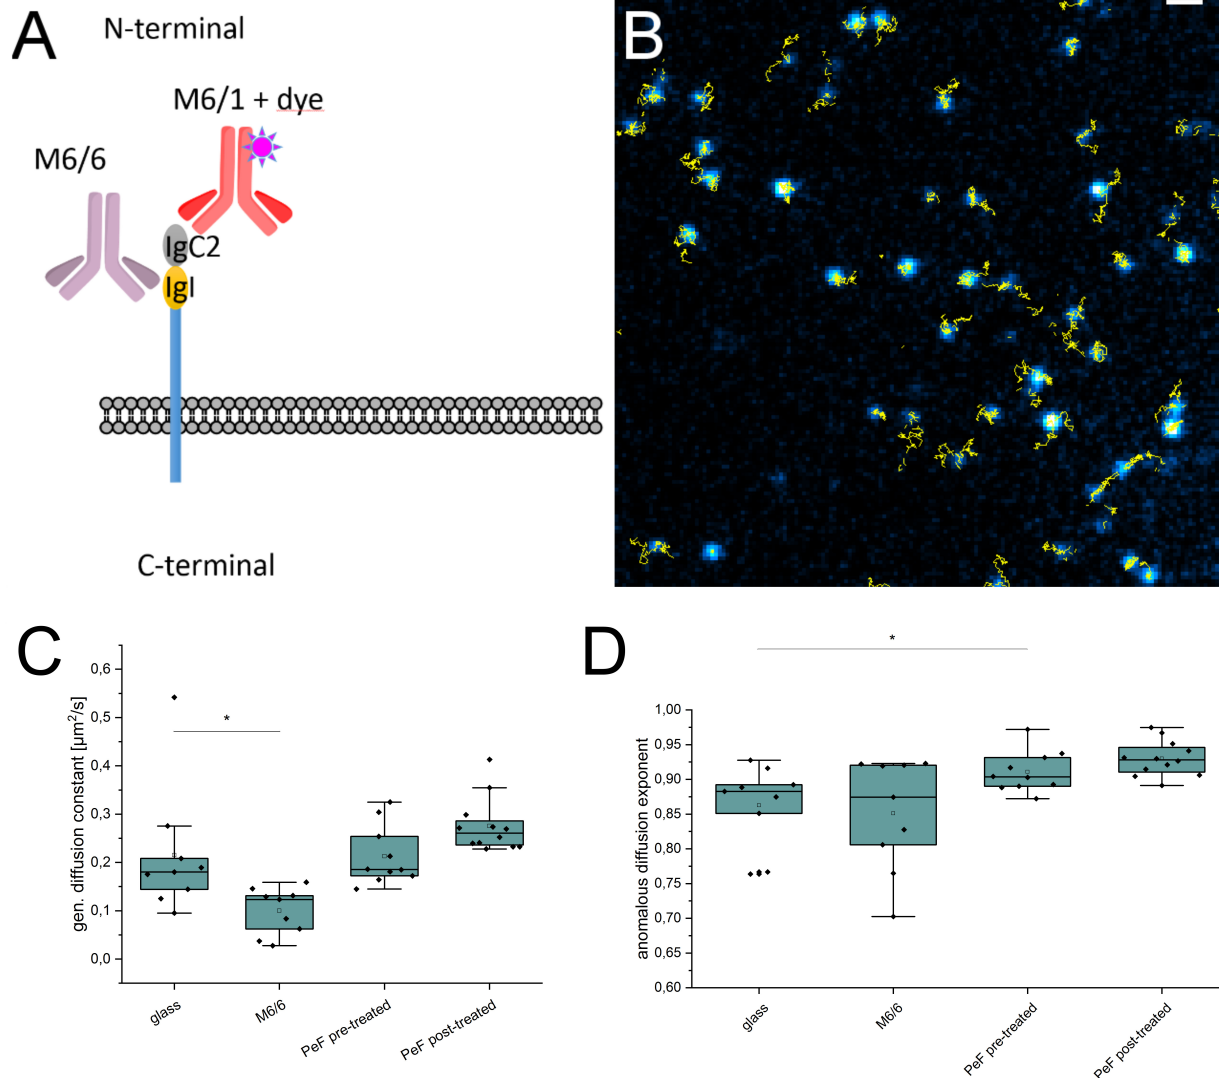 A
N-terminal
M6/1 + dye
M6/6
IgC2
IgI
C-terminal
B
C
gen. diffusion constant [µm²/s]
0,6
0,5
0,4
0,3
0,2
0,1
0,0
*
glass
M6/6
PeF pre-treated
PeF post-treated
D
anomalous diffusion exponent
1,00
0,95
0,90
0,85
0,80
0,75
0,70
0,65
0,60
*
glass
M6/6
PeF pre-treated
PeF post-treated